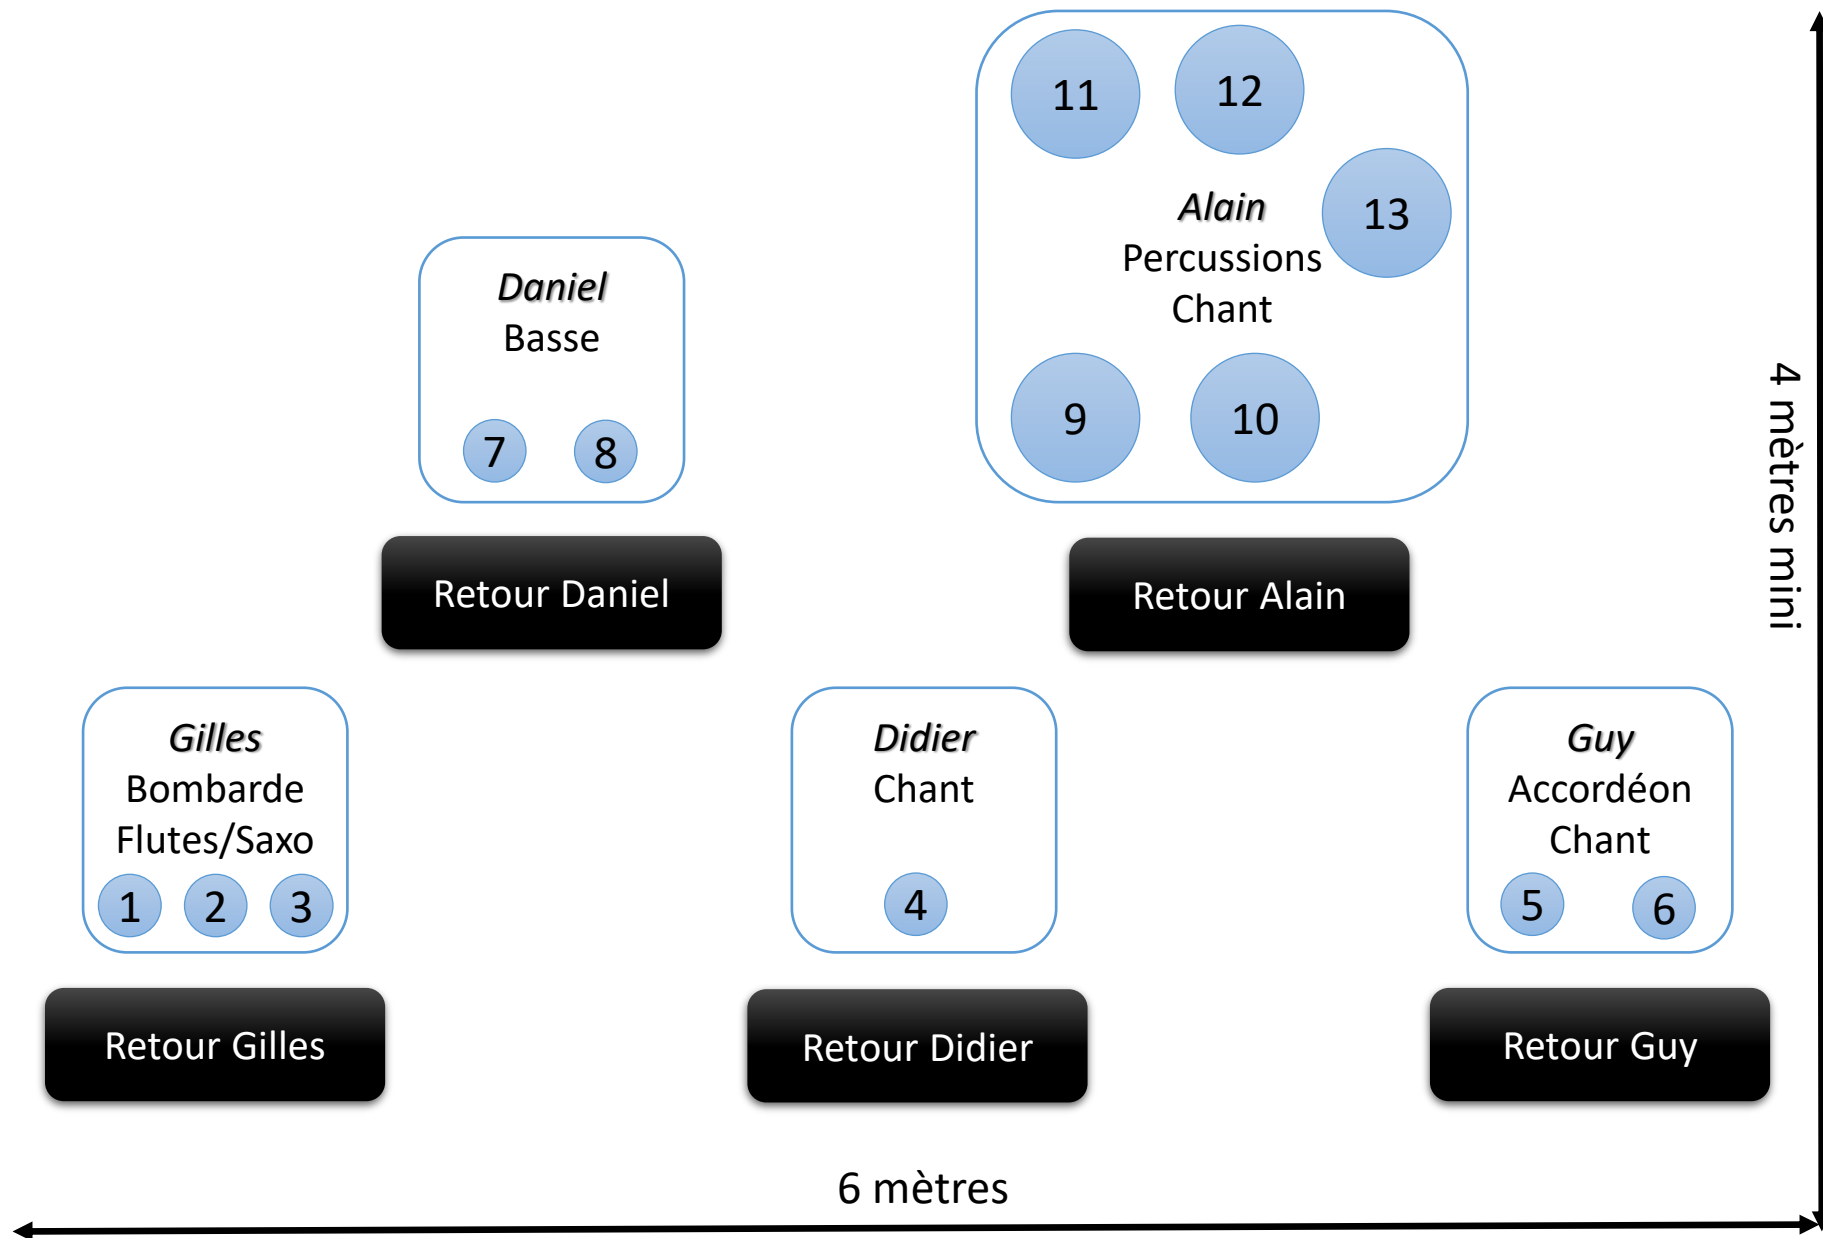 11
12
13
Alain
Percussions
Chant
9
10
Daniel
Basse
7
8
4 mètres mini
Retour Daniel
Retour Alain
Gilles
Bombarde
Flutes/Saxo
1
2
3
Didier
Chant
4
Guy
Accordéon
Chant
5
6
Retour Gilles
Retour Didier
Retour Guy
6 mètres